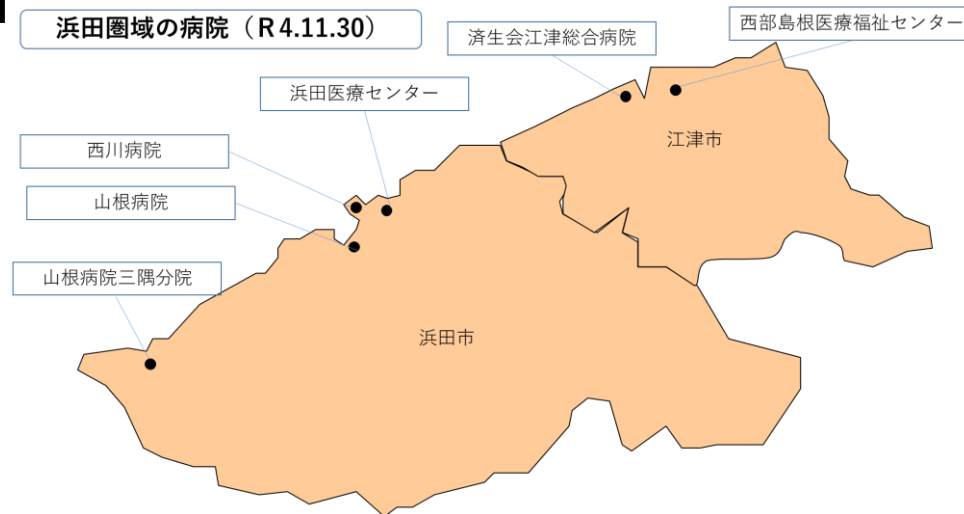 浜田圏域の病院（R4.11.30）
済生会江津総合病院
西部島根医療福祉センター
浜田医療センター
西川病院
山根病院
山根病院三隅分院
江津市
浜田市